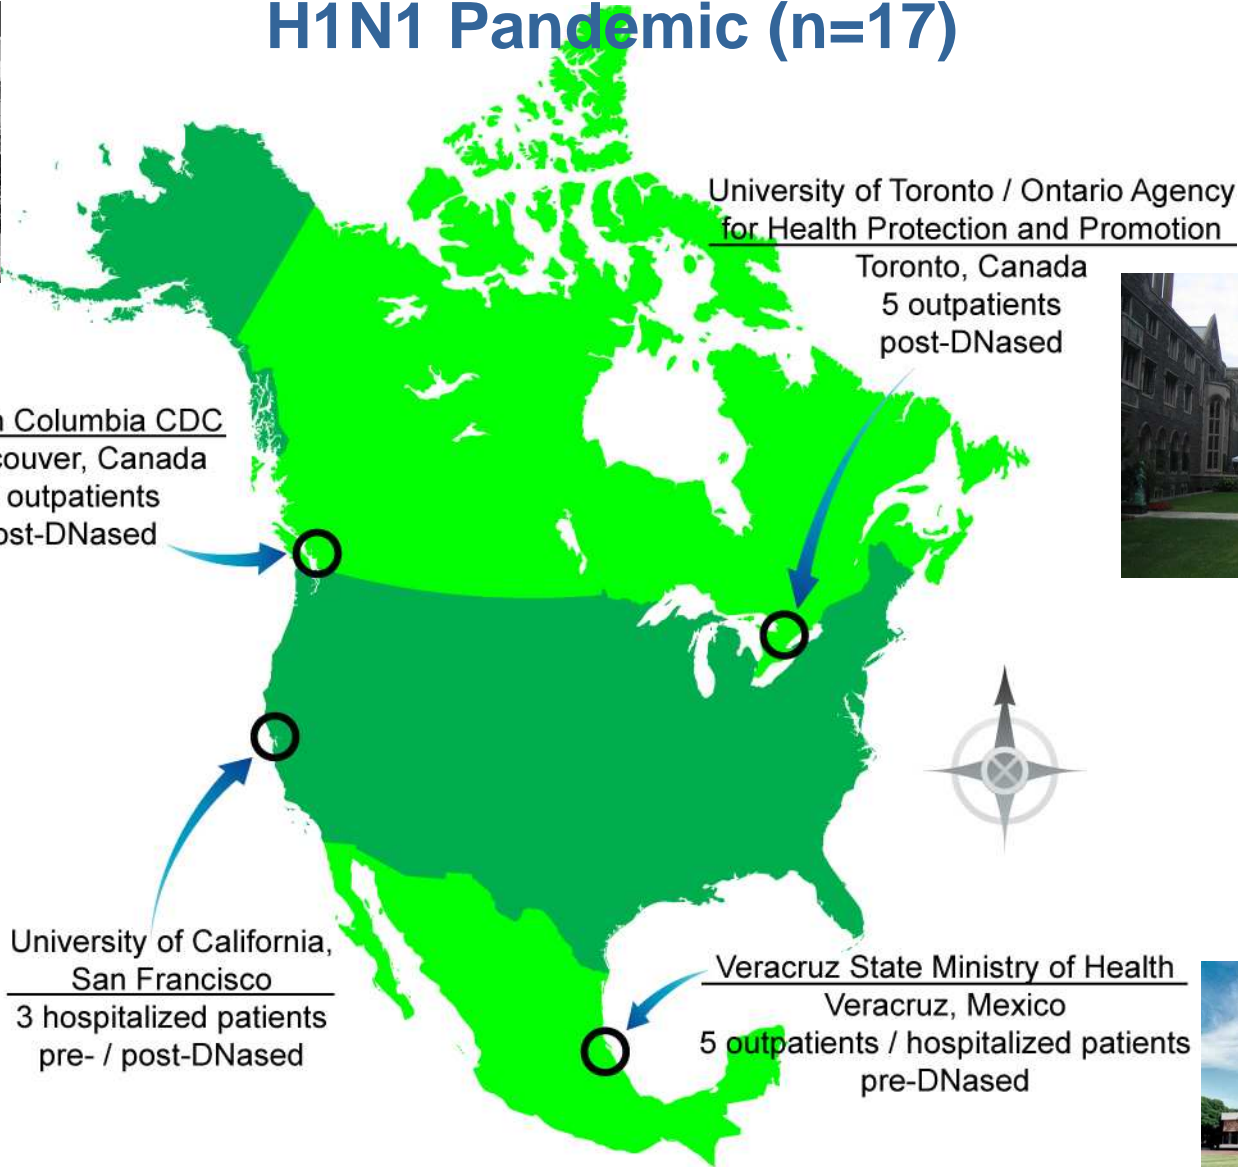 H1N1 Pandemic (n=17)
University of Toronto / Ontario Agency
for Health Protection and Promotion
Toronto, Canada
5 outpatients
post-DNased
Columbia CDC
couver, Canada
outpatients
ost-DNased
University of California,
San Francisco
3 hospitalized patients
pre- / post-DNased
Veracruz State Ministry of Health
Veracruz, Mexico
5 outpatients / hospitalized patients
pre-DNased